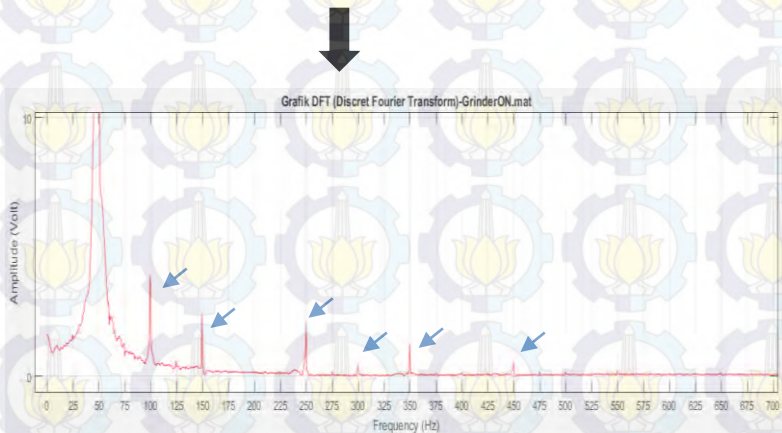 Grafik DFT (Discret Fourier Transform)-GrinderON.mat
10
Amplitude (Volt)
0
0 25 50 75 100 125 150 175 200 225 250 275 300 325 350 375 400 425 450 475 500 525 550 575 600 625 650 675 700
Frequency (Hz)